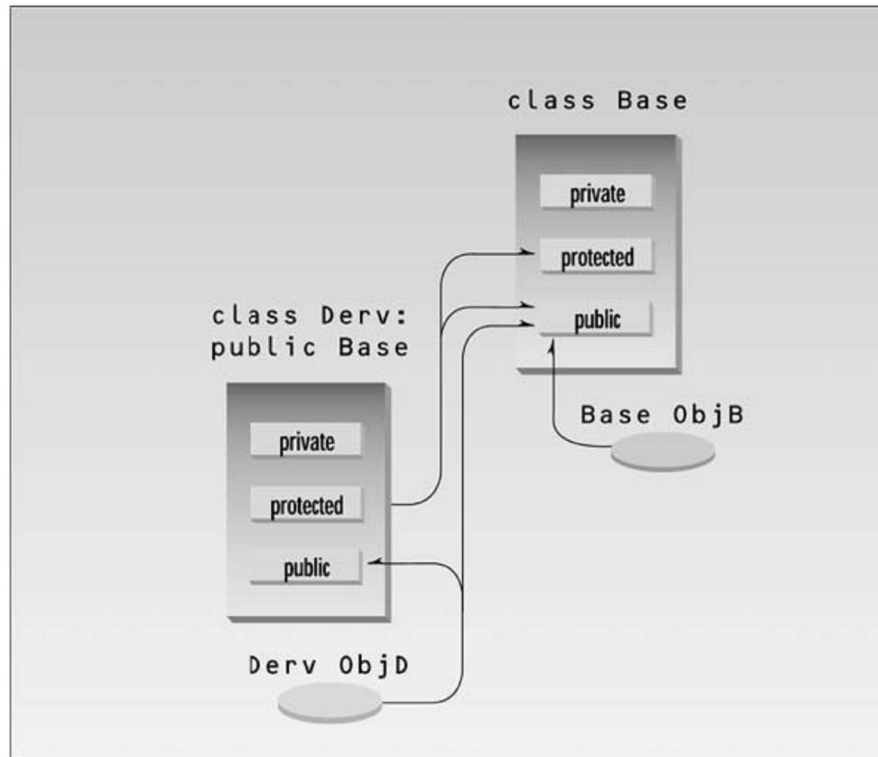 class Base
private
protected
public
class Derv:
public Base
private
protected
public
Base ObjB
Derv ObjD